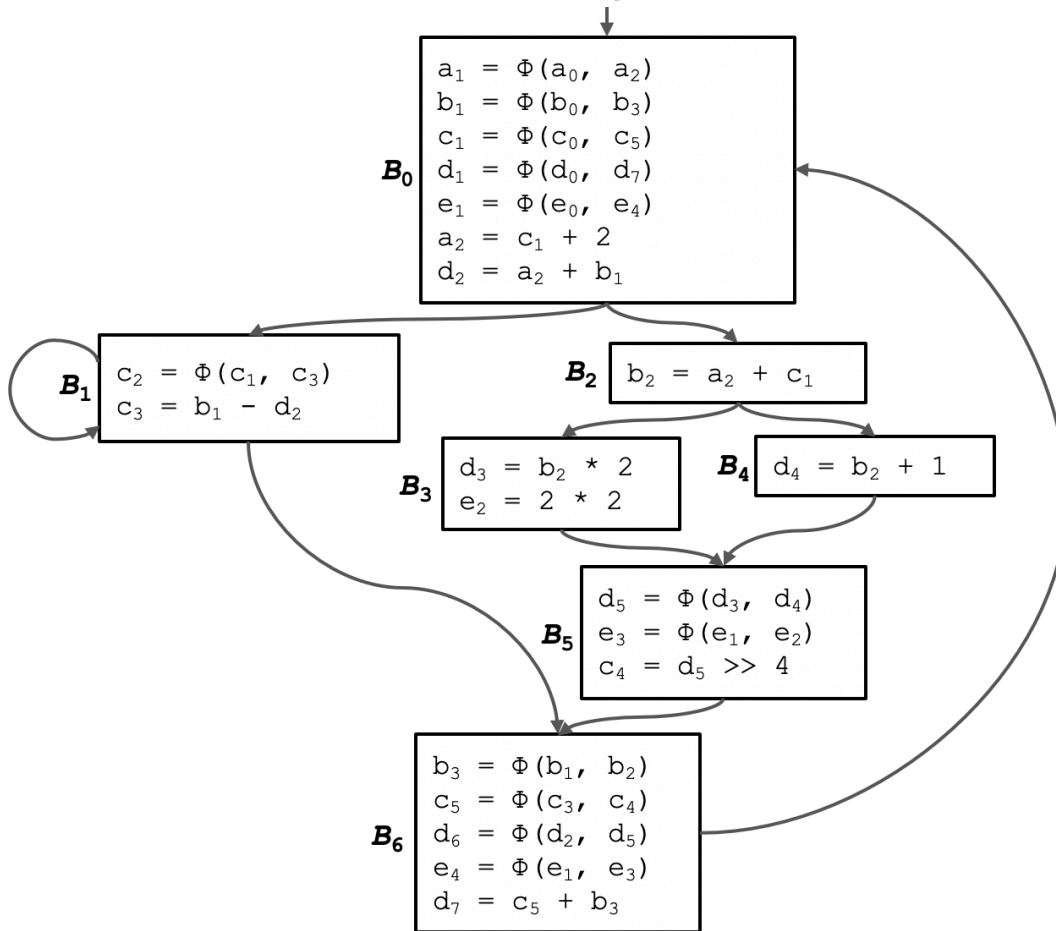 a₁ = Φ(a₀, a₂)
b₁ = Φ(b₀, b₃)
c₁ = Φ(c₀, c₅)
B₀ d₁ = Φ(d₀, d₇)
e₁ = Φ(e₀, e₄)
a₂ = c₁ + 2
d₂ = a₂ + b₁
B₁
c₂ = Φ(c₁, c₃)
c₃ = b₁ - d₂
B₂ b₂ = a₂ + c₁
B₃
d₃ = b₂ * 2
e₂ = 2 * 2
B₄ d₄ = b₂ + 1
d₅ = Φ(d₃, d₄)
B₅ e₃ = Φ(e₁, e₂)
c₄ = d₅ >> 4
b₃ = Φ(b₁, b₂)
c₅ = Φ(c₃, c₄)
B₆ d₆ = Φ(d₂, d₅)
e₄ = Φ(e₁, e₃)
d₇ = c₅ + b₃